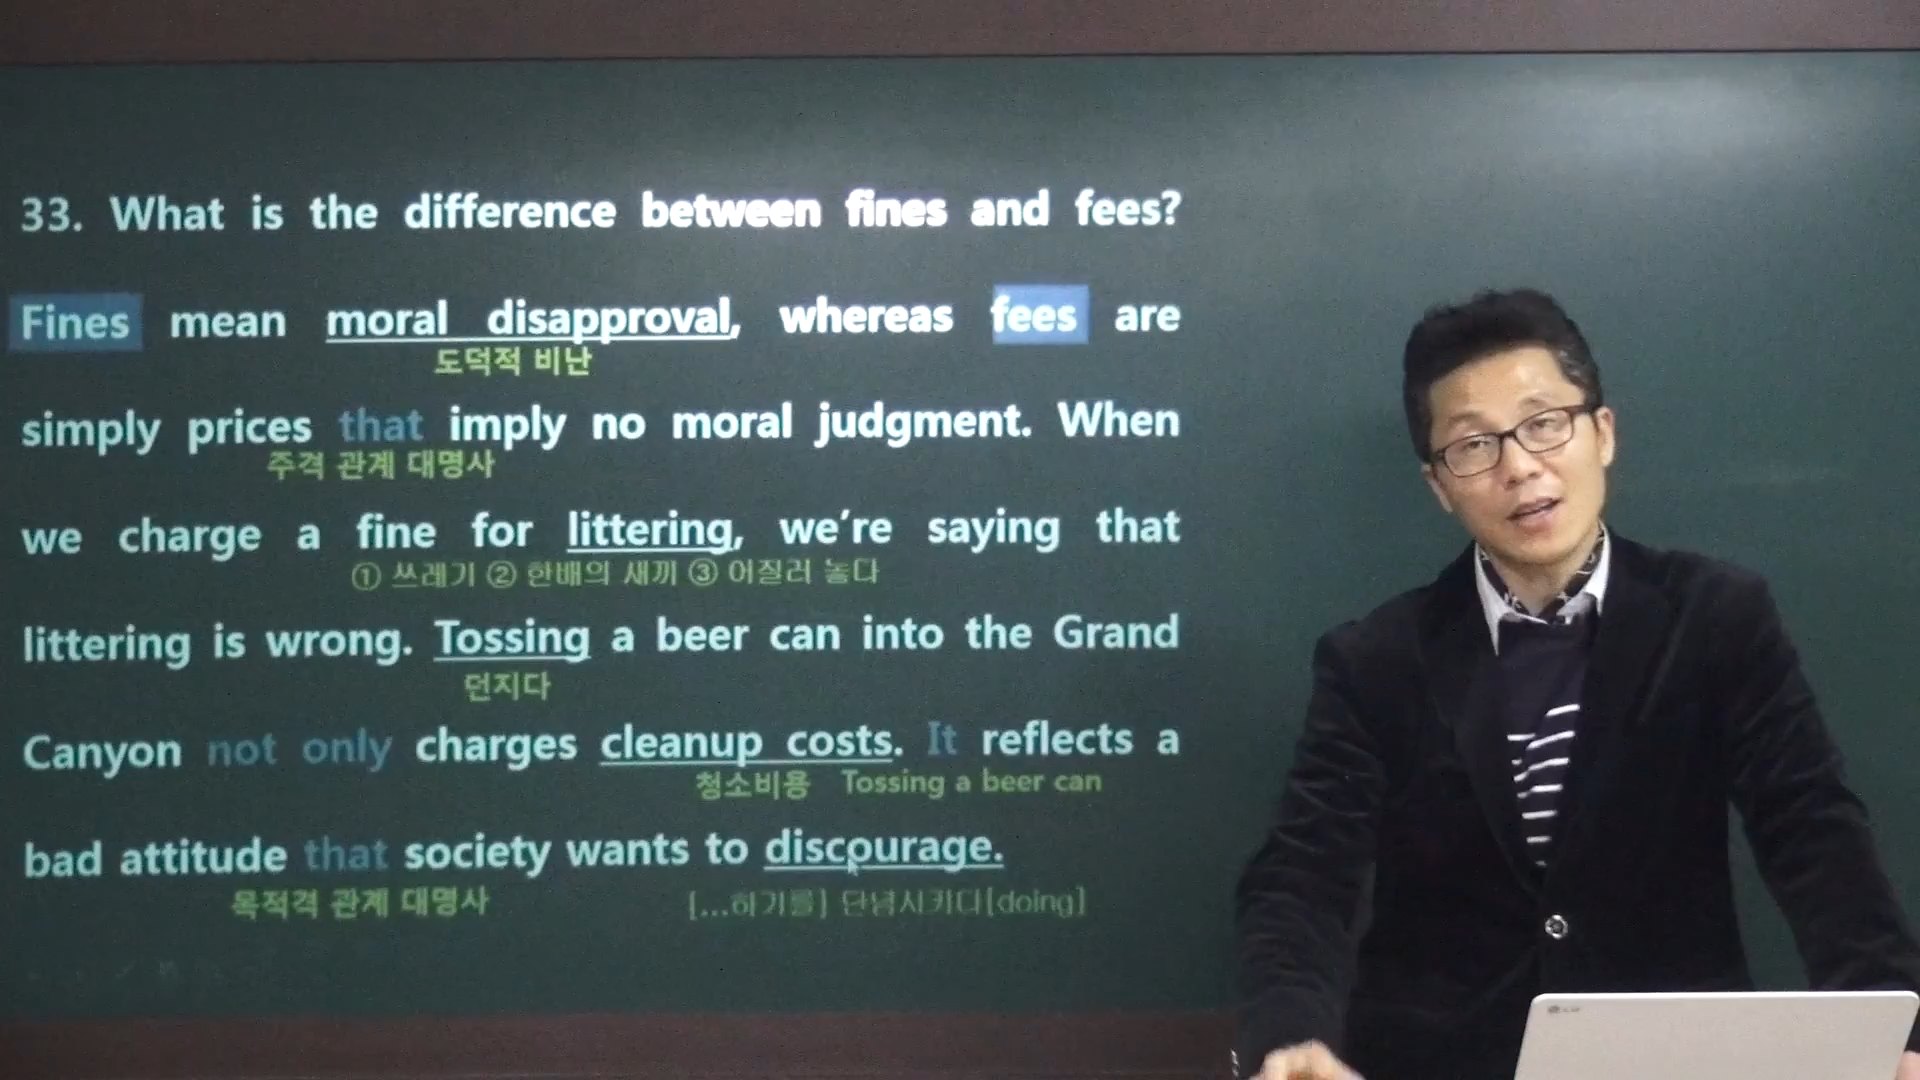 33. What is the difference between fines and fees?
Fines mean moral disapproval, whereas fees are
도덕적 비난
simply prices that imply no moral judgment. When
주격 관계 대명사
we charge a fine for littering, we're saying that
① 쓰레기 ② 한배의 새끼 ③ 어질러 놓다
littering is wrong. Tossing a beer can into the Grand
던지다
Canyon not only charges cleanup costs. It reflects a
청소비용 Tossing a beer can
bad attitude that society wants to discourage.
목적격 관계 대명사 [...하기를] 단념시키다[doing]
LG